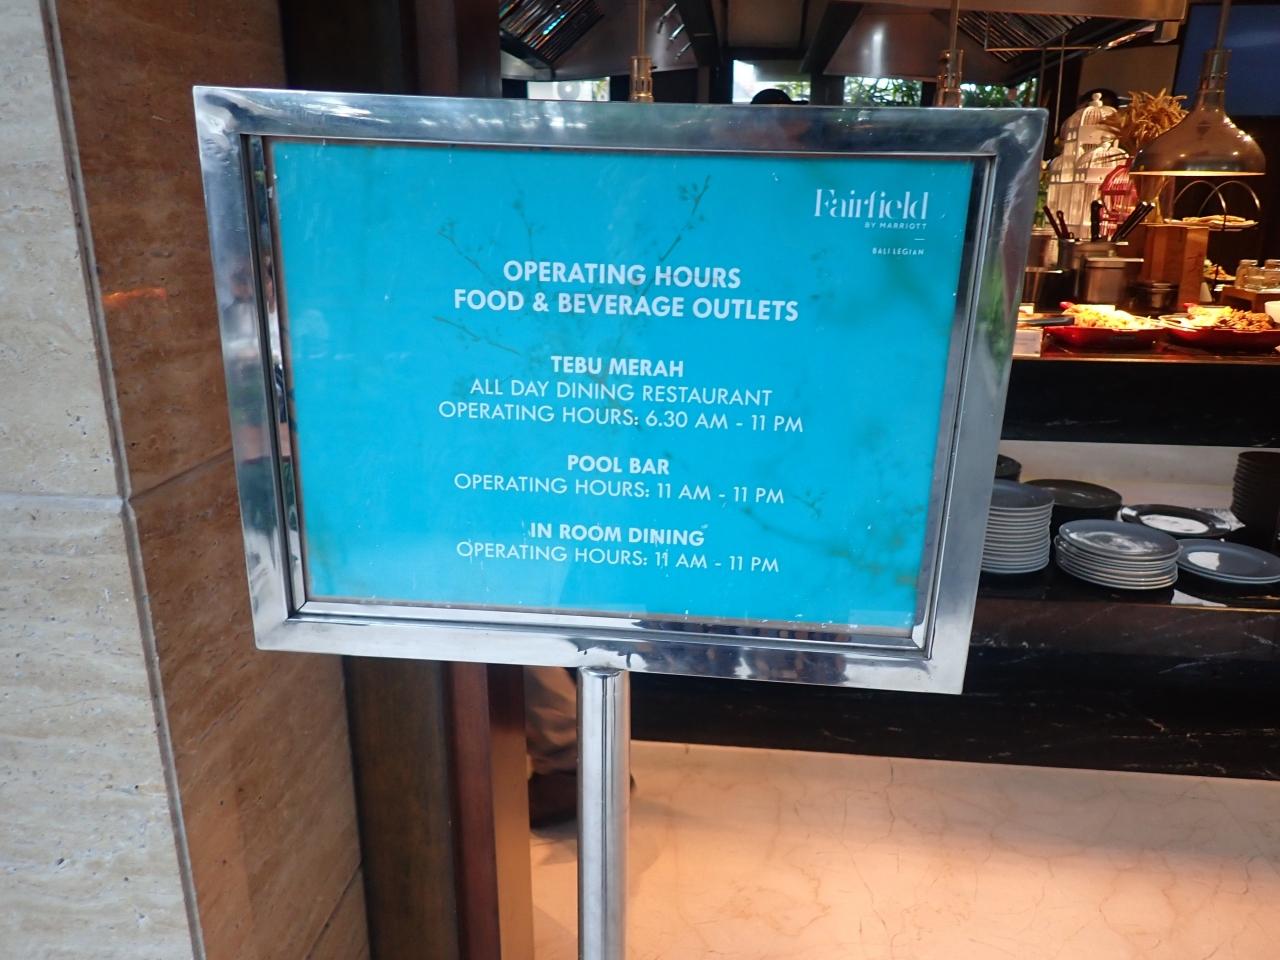 Fairfield
BY MARRIOTT
BALI LEGIAN
OPERATING HOURS
FOOD & BEVERAGE OUTLETS
TEBU MERAH
ALL DAY DINING RESTAURANT
OPERATING HOURS: 6.30 AM - 11 PM
POOL BAR
OPERATING HOURS: 11 AM - 11 PM
IN ROOM DINING
OPERATING HOURS: 11 AM - 11 PM